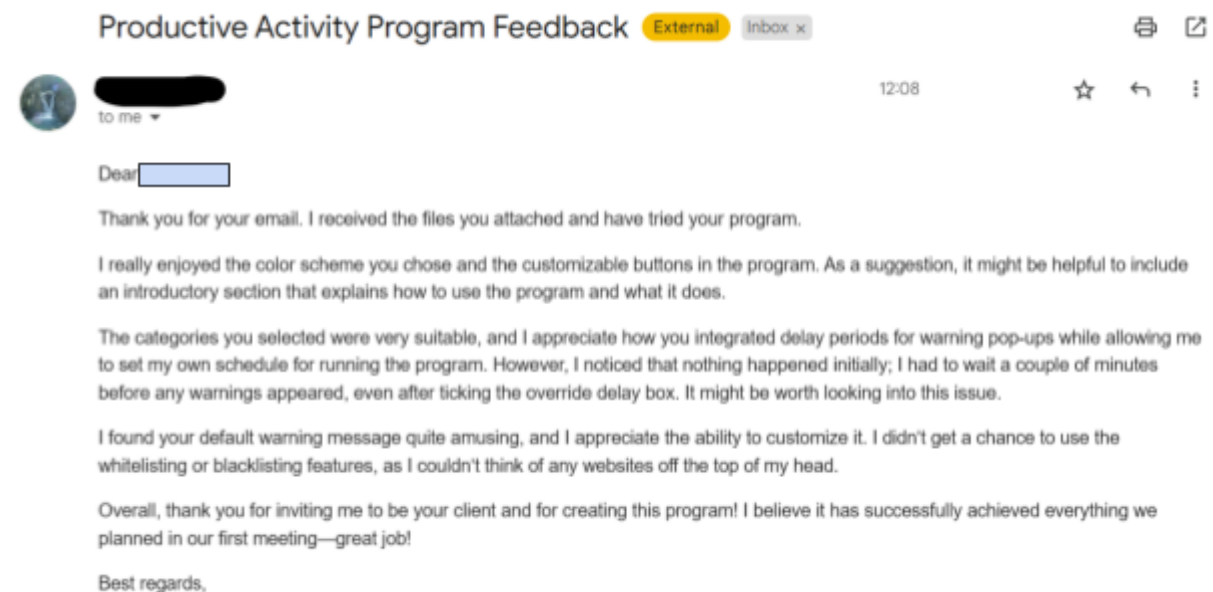 Productive Activity Program Feedback External Inbox x
12:08
to me
Dear
Thank you for your email. I received the files you attached and have tried your program.
I really enjoyed the color scheme you chose and the customizable buttons in the program. As a suggestion, it might be helpful to include
an introductory section that explains how to use the program and what it does.
The categories you selected were very suitable, and I appreciate how you integrated delay periods for warning pop-ups while allowing me
to set my own schedule for running the program. However, I noticed that nothing happened initially; I had to wait a couple of minutes
before any warnings appeared, even after ticking the override delay box. It might be worth looking into this issue.
I found your default warning message quite amusing, and I appreciate the ability to customize it. I didn't get a chance to use the
whitelisting or blacklisting features, as I couldn't think of any websites off the top of my head.
Overall, thank you for inviting me to be your client and for creating this program! I believe it has successfully achieved everything we
planned in our first meeting—great job!
Best regards,